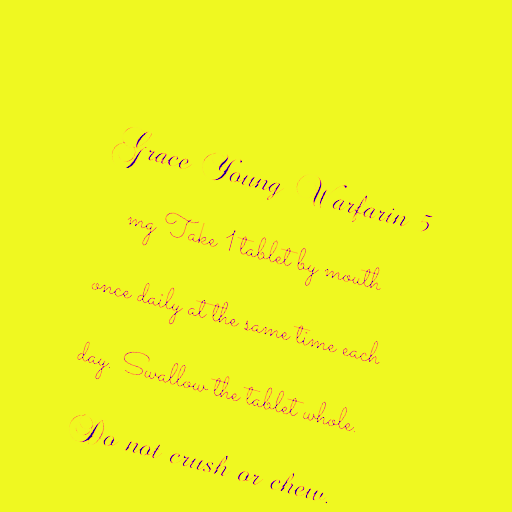 Grace Young Warfarin 5
mg Take 1 tablet by mouth
once daily at the same time each
day. Swallow the tablet whole.
Do not crush or chew.